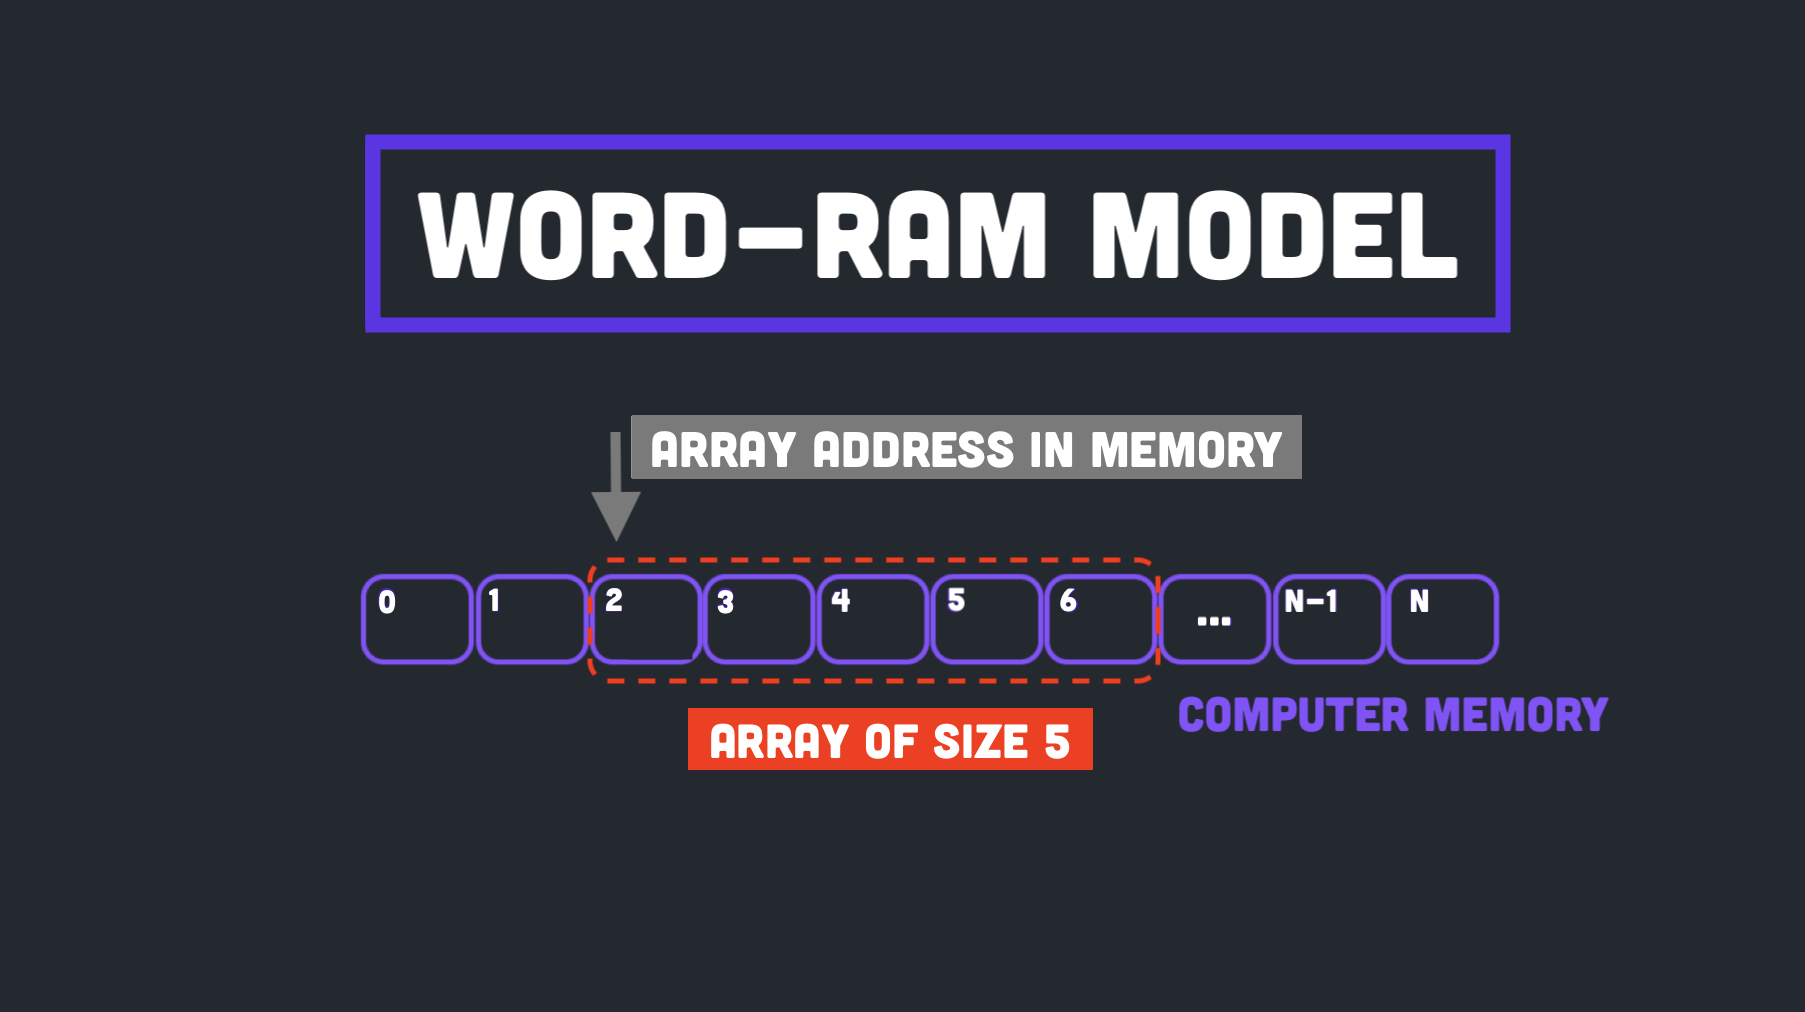 WORD-RAM MODEL
ARRAY ADDRESS IN MEMORY
0 1 2 3 4 5 6 ... N-1 N
COMPUTER MEMORY
ARRAY OF SIZE 5